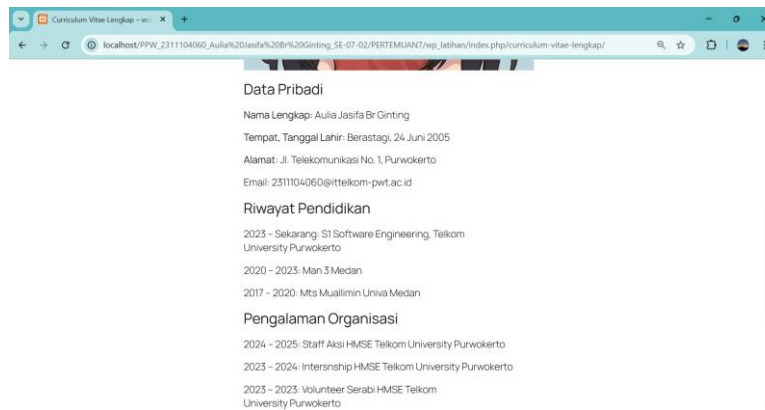 Curriculum Vitae Lengkap – wo
localhost/PPW_2311104060_Aulia%20Jasifa%20Br%20Ginting_SE-07-02/PERTEMUAN7/wp_latihan/index.php/curriculum-vitae-lengkap/
Data Pribadi
Nama Lengkap: Aulia Jasifa Br Ginting
Tempat, Tanggal Lahir: Berastagi, 24 Juni 2005
Alamat: Jl. Telekomunikasi No. 1, Purwokerto
Email: 2311104060@ittelkom-pwt.ac.id
Riwayat Pendidikan
2023 – Sekarang: S1 Software Engineering, Telkom
University Purwokerto
2020 – 2023: Man 3 Medan
2017 – 2020: Mts Muallimin Univa Medan
Pengalaman Organisasi
2024 – 2025: Staff Aksi HMSE Telkom University Purwokerto
2023 – 2024: Intersnship HMSE Telkom University Purwokerto
2023 – 2023: Volunteer Serabi HMSE Telkom
University Purwokerto